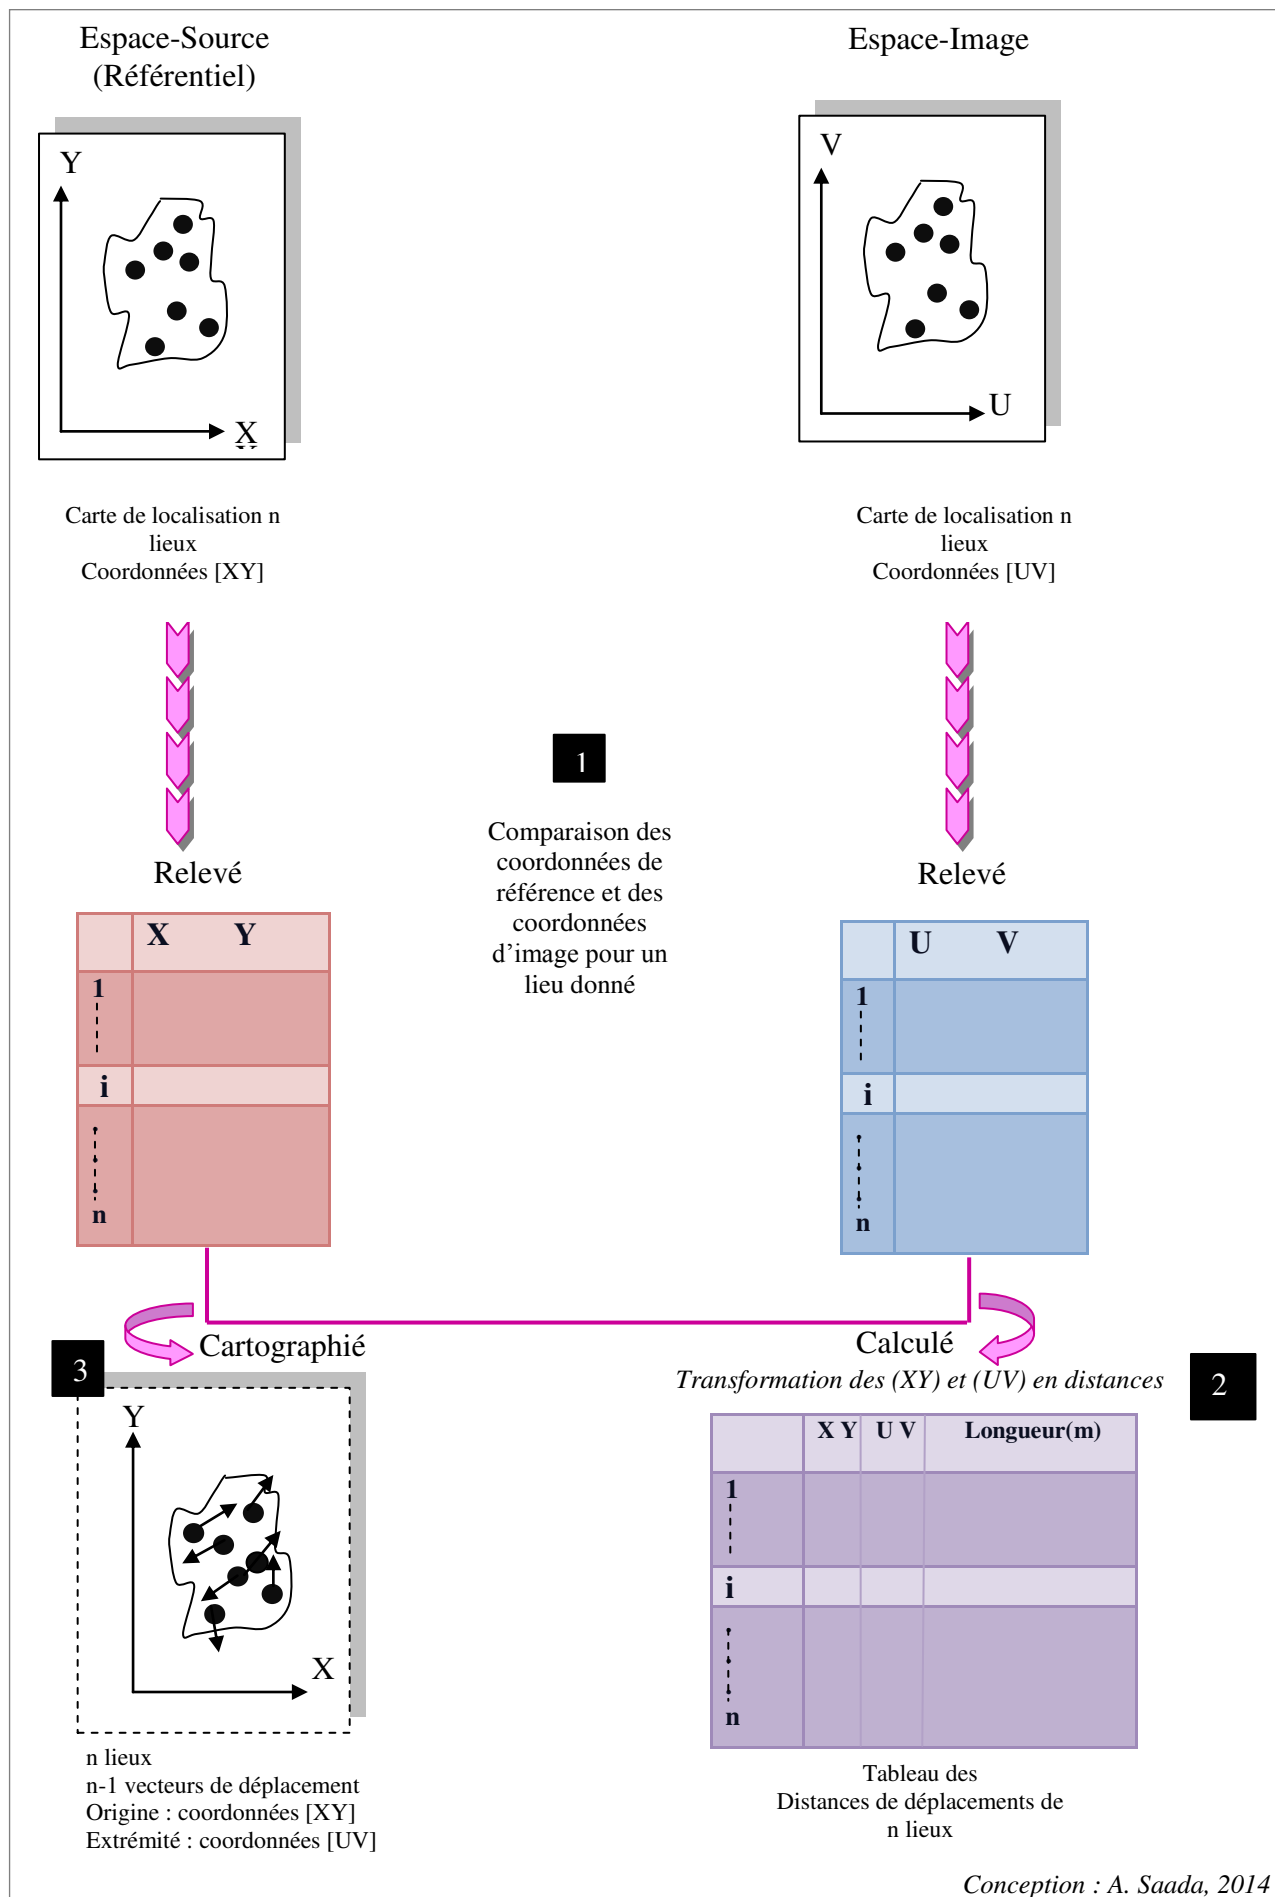 Espace-Source
(Référentiel)
Espace-Image
Y
X
V
U
Carte de localisation n
lieux
Coordonnées [XY]
Carte de localisation n
lieux
Coordonnées [UV]
1
Comparaison des
coordonnées de
référence et des
coordonnées
d’image pour un
lieu donné
Relevé
X Y
1
i
n
Relevé
U V
1
i
n
Cartographié
3
Y
X
n lieux
n-1 vecteurs de déplacement
Origine : coordonnées [XY]
Extrémité : coordonnées [UV]
Calculé
Transformation des (XY) et (UV) en distances
2
X Y U V Longueur(m)
1
i
n
Tableau des
Distances de déplacements de
n lieux
Conception : A. Saada, 2014